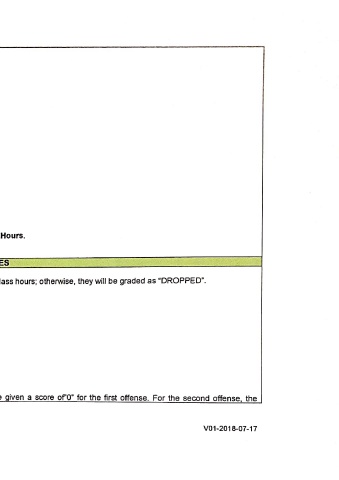 Hours.
ES
lass hours; otherwise, they will be graded as "DROPPED".
e given a score of"0" for the first offense. For the second offense, the
V01-2018-07-17